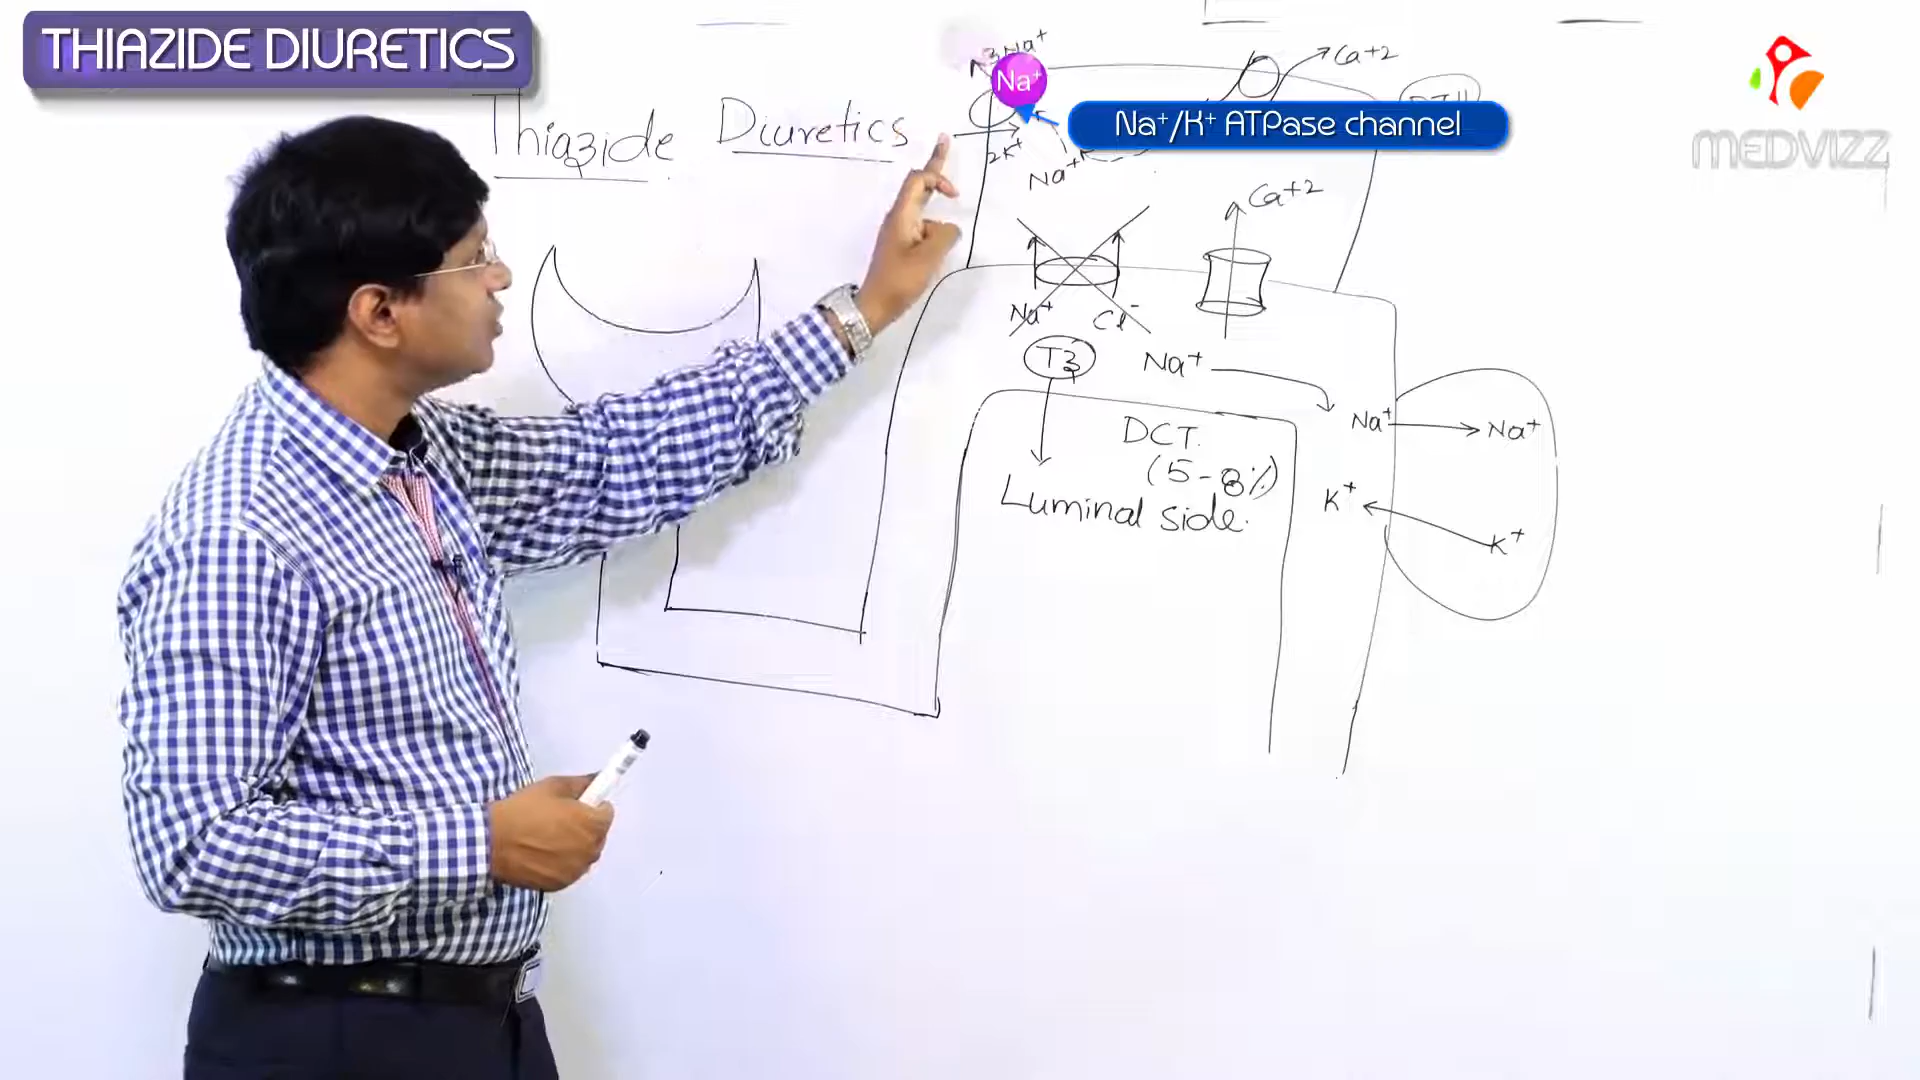 THIAZIDE DIURETICS
MEDVIZZ
Thiazide Diuretics
3Na⁺
Na⁺
Na⁺/K⁺ ATPase channel
Ca+2
2K⁺
Na⁺
Ca+2
Na⁺
Cl⁻
T3
Na⁺
DCT.
(5-8%)
Luminal side.
Na⁺
Na⁺
K⁺
K⁺